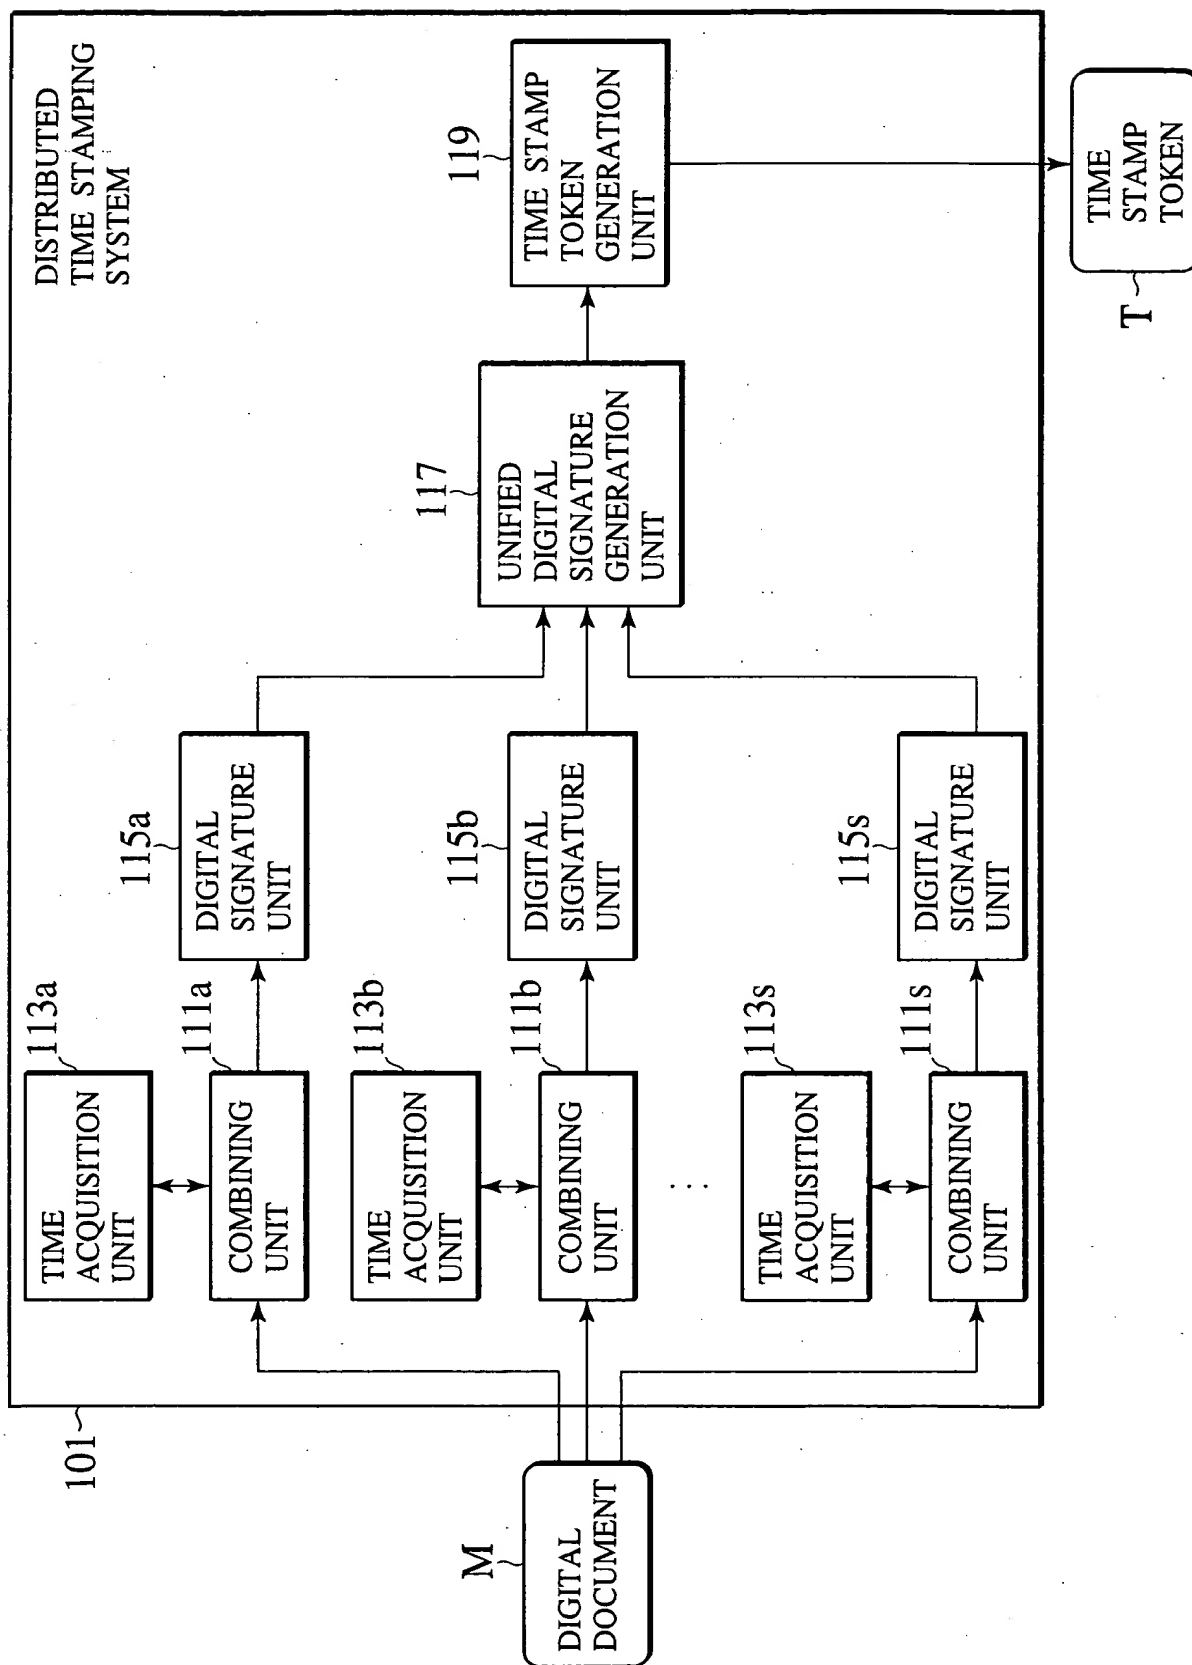 DISTRIBUTED
TIME STAMPING
SYSTEM
101
M
DIGITAL
DOCUMENT
113a
TIME
ACQUISITION
UNIT
111a
COMBINING
UNIT
115a
DIGITAL
SIGNATURE
UNIT
113b
TIME
ACQUISITION
UNIT
111b
COMBINING
UNIT
115b
DIGITAL
SIGNATURE
UNIT
...
113s
TIME
ACQUISITION
UNIT
111s
COMBINING
UNIT
115s
DIGITAL
SIGNATURE
UNIT
117
UNIFIED
DIGITAL
SIGNATURE
GENERATION
UNIT
119
TIME STAMP
TOKEN
GENERATION
UNIT
T
TIME
STAMP
TOKEN